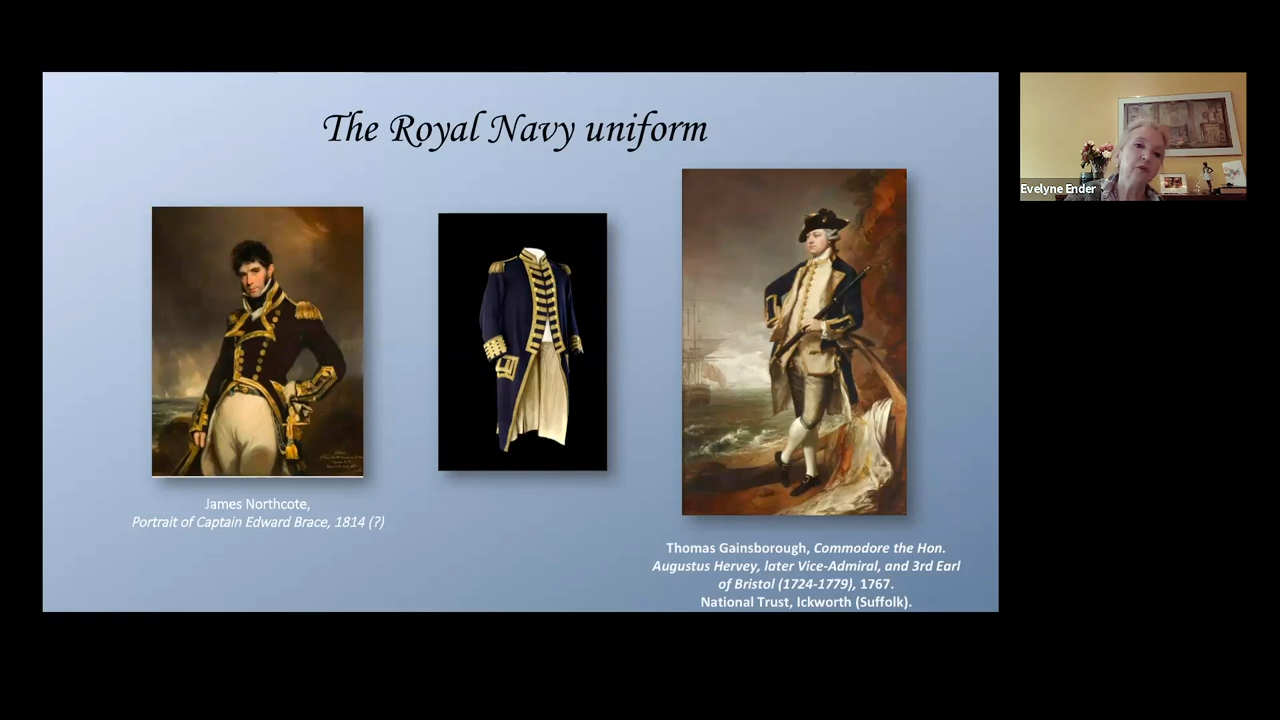 The Royal Navy uniform
Evelyne Ender
James Northcote,
Portrait of Captain Edward Brace, 1814 (?)
Thomas Gainsborough, Commodore the Hon.
Augustus Hervey, later Vice-Admiral, and 3rd Earl
of Bristol (1724-1779), 1767.
National Trust, Ickworth (Suffolk).